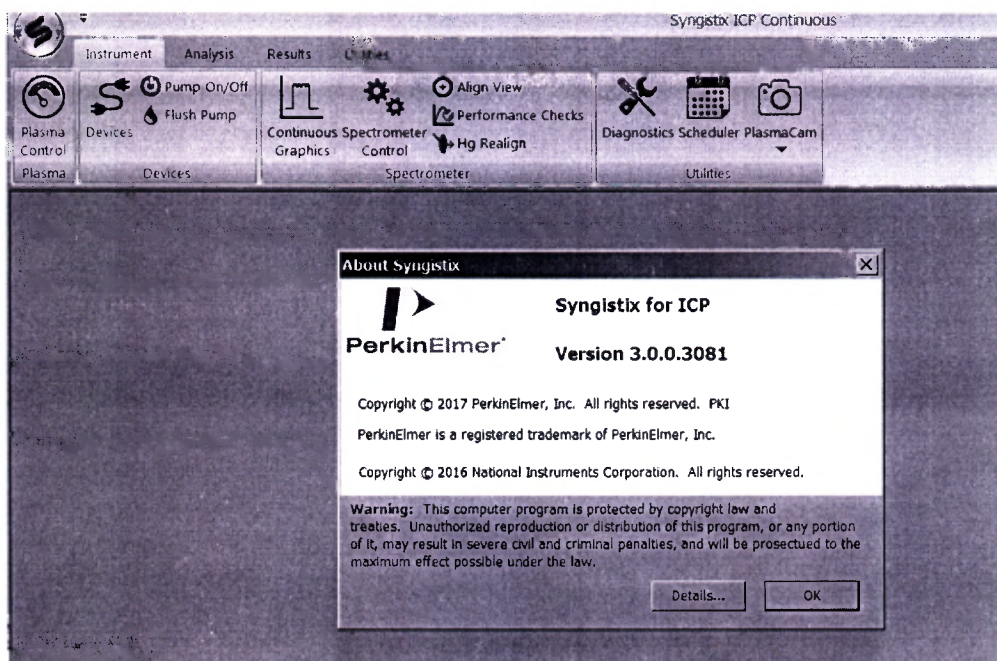 Syngistix ICP Continuous
Instrument Analysis Results
Pump On/Off
Flush Pump
Align View
Performance Checks
Hg Realign
Plasma Control
Devices
Continuous Graphics
Spectrometer Control
Diagnostics Scheduler PlasmaCam
Plasma Devices Spectrometer Utilities
About Syngistix
PerkinElmer
Syngistix for ICP
Version 3.0.0.3081
Copyright © 2017 PerkinElmer, Inc. All rights reserved. PKI
PerkinElmer is a registered trademark of PerkinElmer, Inc.
Copyright © 2016 National Instruments Corporation. All rights reserved.
Warning: This computer program is protected by copyright law and
treaties. Unauthorized reproduction or distribution of this program, or any portion
of it, may result in severe civil and criminal penalties, and will be prosectued to the
maximum effect possible under the law.
Details... OK